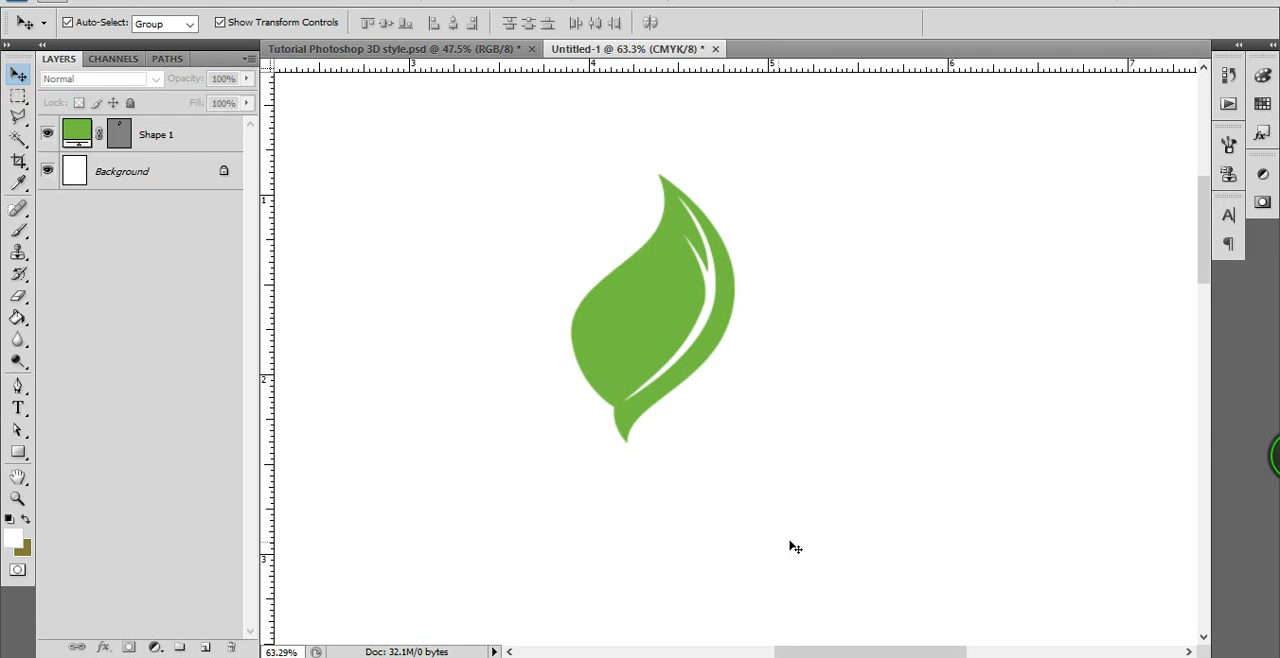 Auto-Select: Group Show Transform Controls
LAYERS CHANNELS PATHS
Tutorial Photoshop 3D style.psd @ 47.5% (RGB/8) * × Untitled-1 @ 63.3% (CMYK/8) * ×
Normal Opacity: 100%
Lock: Fill: 100%
Shape 1
Background
3 4 5 6 7
1
2
3
T
A
63.29% Doc: 32.1M/0 bytes